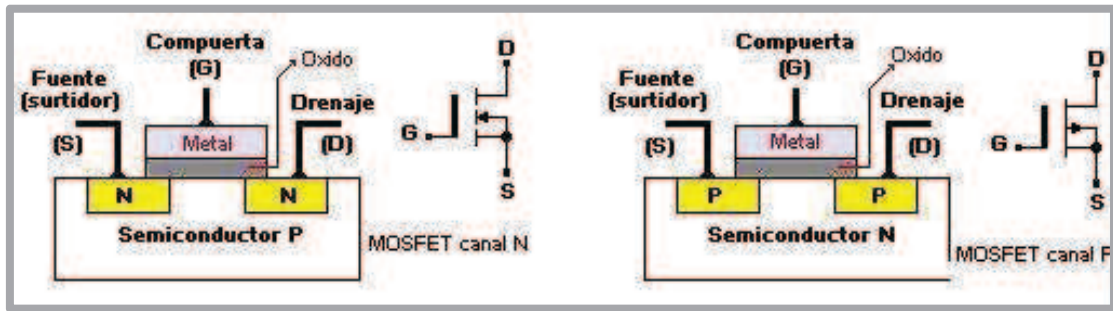 Compuerta
(G)
Oxido
Fuente
(surtidor)
(S)
Drenaje
(D)
Metal
N
N
Semiconductor P
D
G
S
MOSFET canal N
Compuerta
(G)
Oxido
Fuente
(surtidor)
(S)
Drenaje
(D)
Metal
P
P
Semiconductor N
D
G
S
MOSFET canal P